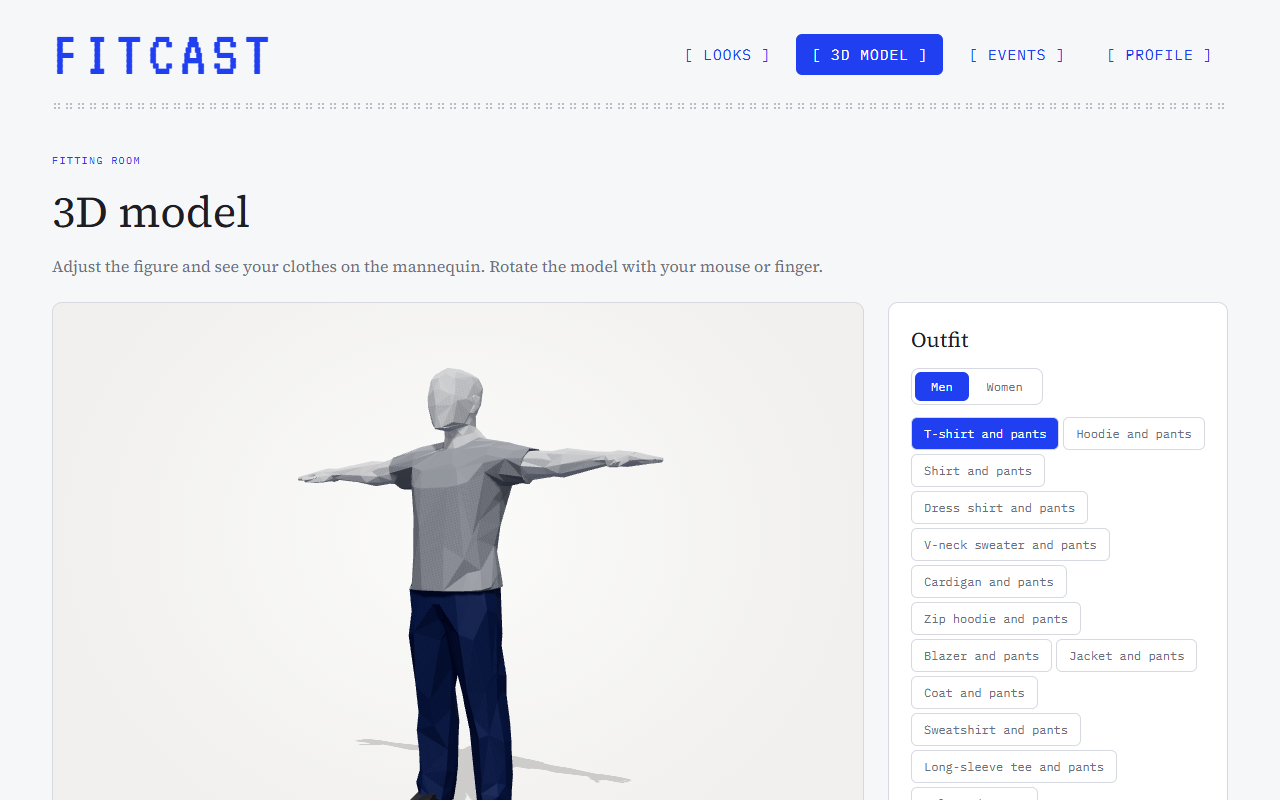 FITCAST
[ LOOKS ] [ 3D MODEL ] [ EVENTS ] [ PROFILE ]
FITTING ROOM
3D model
Adjust the figure and see your clothes on the mannequin. Rotate the model with your mouse or finger.
Outfit
Men Women
T-shirt and pants Hoodie and pants
Shirt and pants
Dress shirt and pants
V-neck sweater and pants
Cardigan and pants
Zip hoodie and pants
Blazer and pants Jacket and pants
Coat and pants
Sweatshirt and pants
Long-sleeve tee and pants